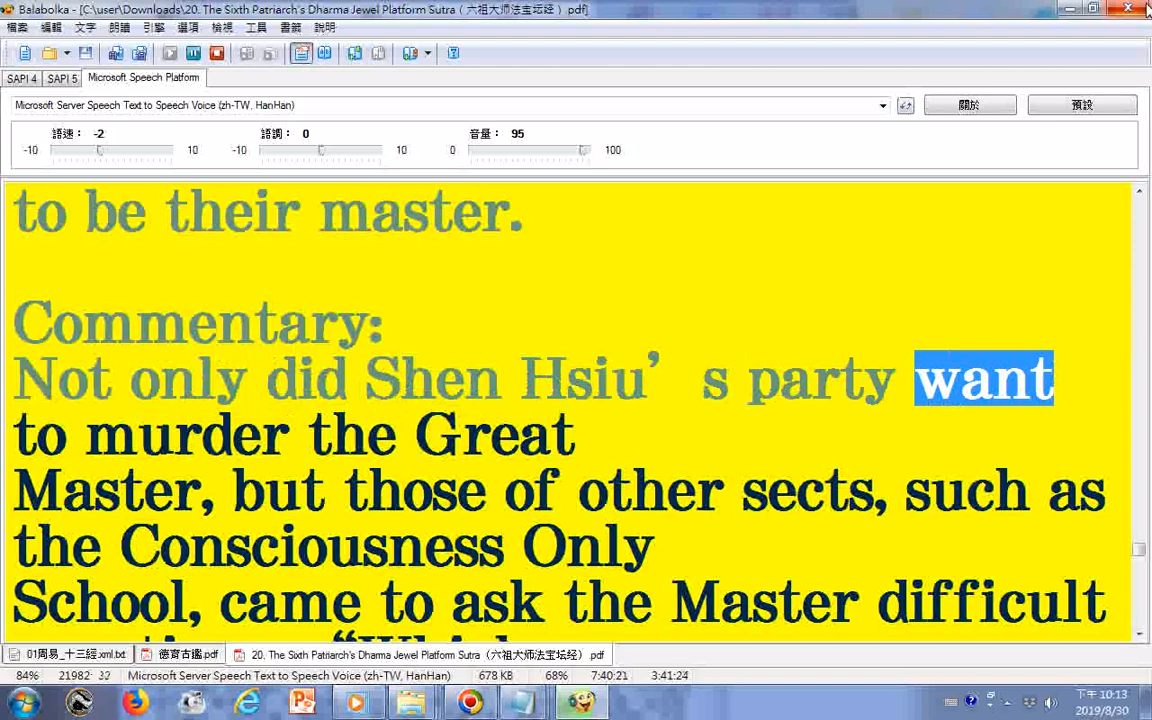 Balabolka - [C:\user\Downloads\20. The Sixth Patriarch's Dharma Jewel Platform Sutra（六祖大师法宝坛经）pdf]
檔案 編輯 文字 朗讀 引擎 選項 檢視 工具 書籤 說明
SAPI 4 SAPI 5 Microsoft Speech Platform
Microsoft Server Speech Text to Speech Voice (zh-TW, HanHan) 關於 預設
語速： -2 語調： 0 音量： 95
-10 10 -10 10 0 100
to be their master.
Commentary:
Not only did Shen Hsiu’s party want
to murder the Great
Master, but those of other sects, such as
the Consciousness Only
School, came to ask the Master difficult
01周易_十三經.xml.txt 德育古鑑.pdf 20. The Sixth Patriarch's Dharma Jewel Platform Sutra（六祖大师法宝坛经）.pdf
84% 21982: 32 Microsoft Server Speech Text to Speech Voice (zh-TW, HanHan) 678 KB 68% 7:40:21 3:41:24
下午 10:13
2019/8/30